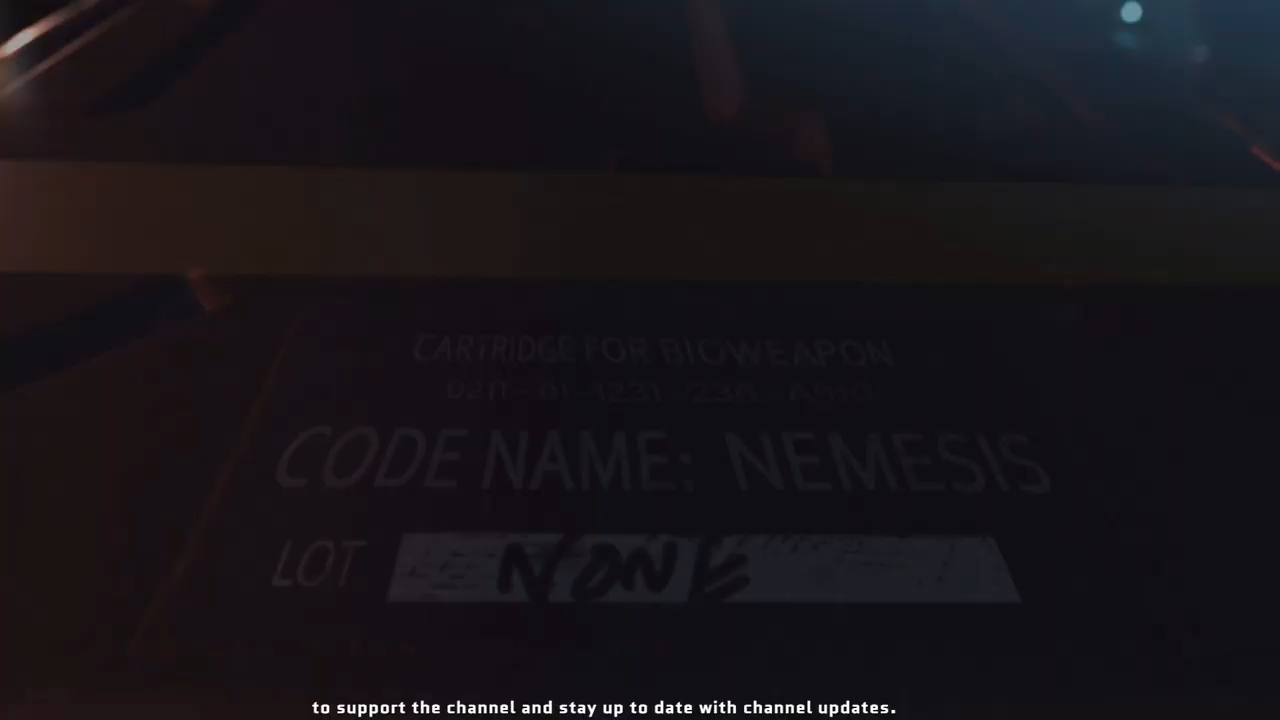 CARTRIDGE FOR BIOWEAPON
CODE NAME: NEMESIS
LOT NONE
to support the channel and stay up to date with channel updates.